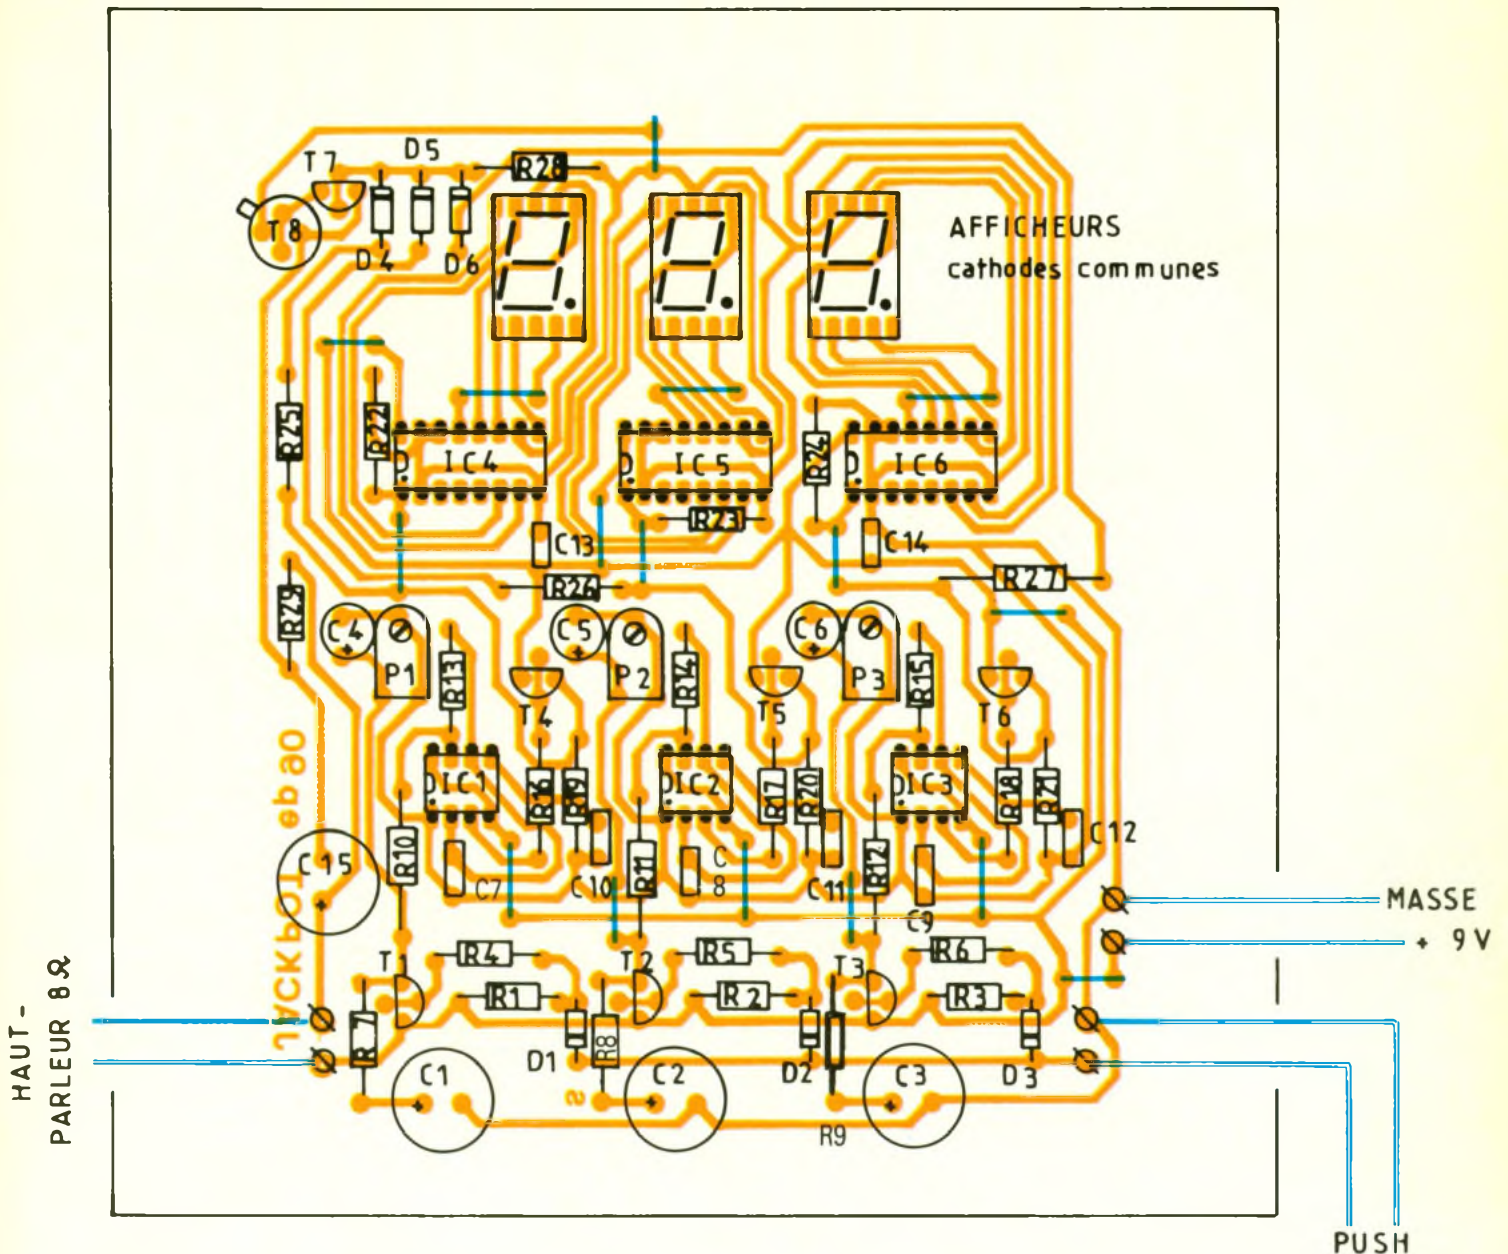 D5
T7
R28
T8
D4
D6
AFFICHEURS
cathodes communes
R25
R22
IC4
IC5
R24
IC6
R23
C13
C14
R26
R27
R29
C4
P1
R13
C5
P2
R14
C6
P3
R15
T4
T5
T6
IC1
R16
R19
IC2
R17
R20
IC3
R18
R21
C12
C15
R10
C7
C10
R11
C8
C11
R12
C9
MASSE
+ 9V
T1
R4
T2
R5
T3
R6
R1
R2
R3
HAUT-
PARLEUR 8Ω
R7
R8
C1
D1
C2
D2
C3
D3
R9
PUSH